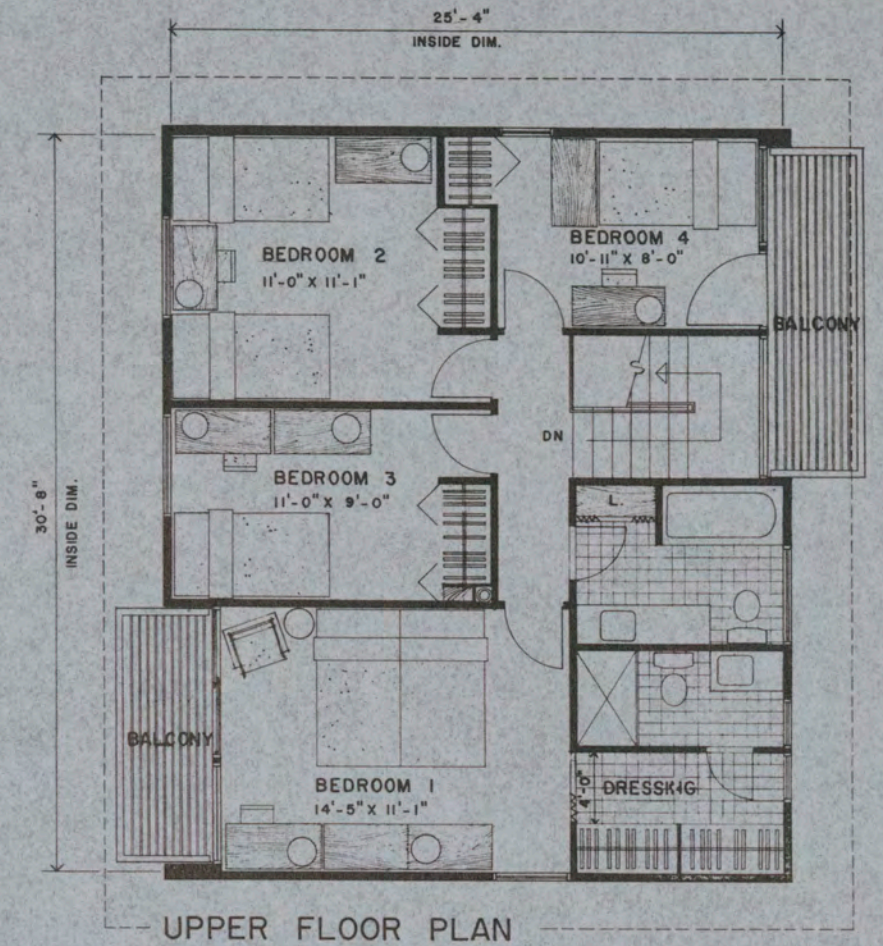 25'-4"
INSIDE DIM.
30'-8"
INSIDE DIM.
BEDROOM 2
11'-0" X 11'-1"
BEDROOM 4
10'-11" X 8'-0"
BALCONY
DN
BEDROOM 3
11'-0" X 9'-0"
L.
BALCONY
BEDROOM 1
14'-5" X 11'-1"
4'-0"
DRESSING
UPPER FLOOR PLAN